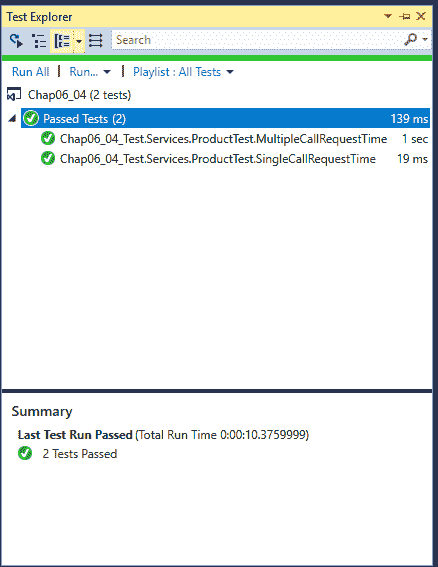 Test Explorer
Search
Run All | Run... | Playlist : All Tests
Chap06_04 (2 tests)
Passed Tests (2) 139 ms
Chap06_04_Test.Services.ProductTest.MultipleCallRequestTime 1 sec
Chap06_04_Test.Services.ProductTest.SingleCallRequestTime 19 ms
Summary
Last Test Run Passed (Total Run Time 0:00:10.3759999)
2 Tests Passed